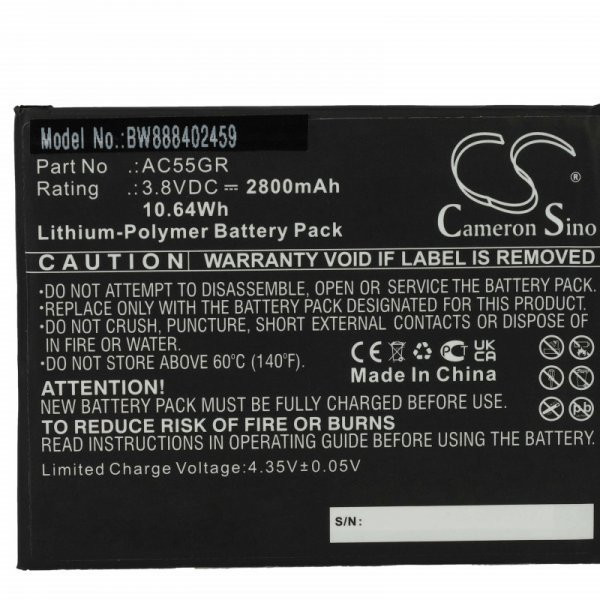 Model No.:BW888402459
Part No .:AC55GR
Rating .:3.8VDC ⎓ 2800mAh
10.64Wh
Lithium-Polymer Battery Pack
CS
®
Cameron Sino
CAUTION WARRANTY VOID IF LABEL IS REMOVED
•DO NOT ATTEMPT TO DISASSEMBLE, OPEN OR SERVICE THE BATTERY PACK.
•REPLACE ONLY WITH THE BATTERY PACK DESIGNATED FOR THIS PRODUCT.
•DO NOT CRUSH, PUNCTURE, SHORT EXTERNAL CONTACTS OR DISPOSE OF
IN FIRE OR WATER.
•DO NOT STORE ABOVE 60°C (140°F).
CE UK CA
Made In China
ATTENTION!
NEW BATTERY PACK MUST BE FULLY CHARGED BEFORE USE.
TO REDUCE RISK OF FIRE OR BURNS
READ INSTRUCTIONS AND OPERATING GUIDE BEFORE USING THIS BATTERY.
Limited Charge Voltage:4.35V±0.05V
Pb
S/N: